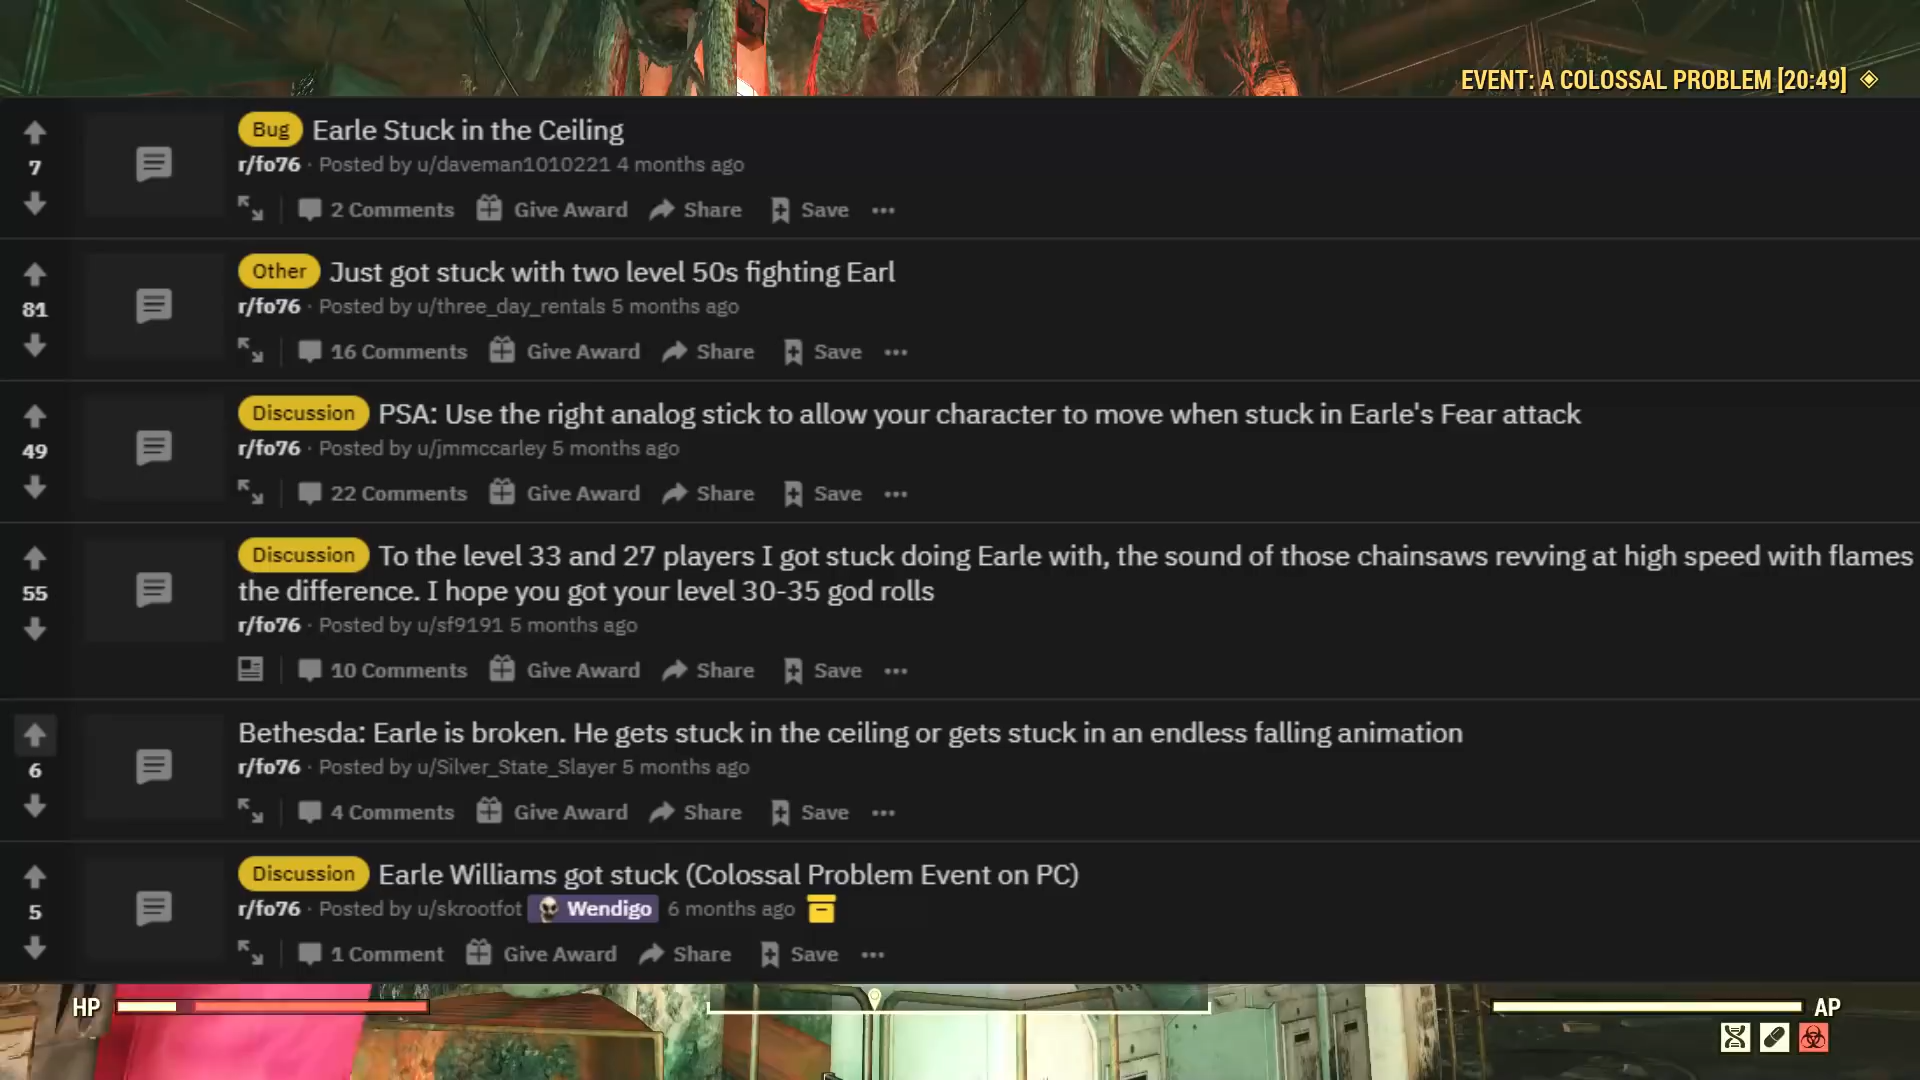 EVENT: A COLOSSAL PROBLEM [20:49]
Bug Earle Stuck in the Ceiling
r/fo76 · Posted by u/daveman1010221 4 months ago
7
2 Comments Give Award Share Save ...
Other Just got stuck with two level 50s fighting Earl
r/fo76 · Posted by u/three_day_rentals 5 months ago
81
16 Comments Give Award Share Save ...
Discussion PSA: Use the right analog stick to allow your character to move when stuck in Earle's Fear attack
r/fo76 · Posted by u/jmmccarley 5 months ago
49
22 Comments Give Award Share Save ...
Discussion To the level 33 and 27 players I got stuck doing Earle with, the sound of those chainsaws revving at high speed with flames
the difference. I hope you got your level 30-35 god rolls
55
r/fo76 · Posted by u/sf9191 5 months ago
10 Comments Give Award Share Save ...
Bethesda: Earle is broken. He gets stuck in the ceiling or gets stuck in an endless falling animation
r/fo76 · Posted by u/Silver_State_Slayer 5 months ago
6
4 Comments Give Award Share Save ...
Discussion Earle Williams got stuck (Colossal Problem Event on PC)
r/fo76 · Posted by u/skrootfot Wendigo 6 months ago
5
1 Comment Give Award Share Save ...
HP AP